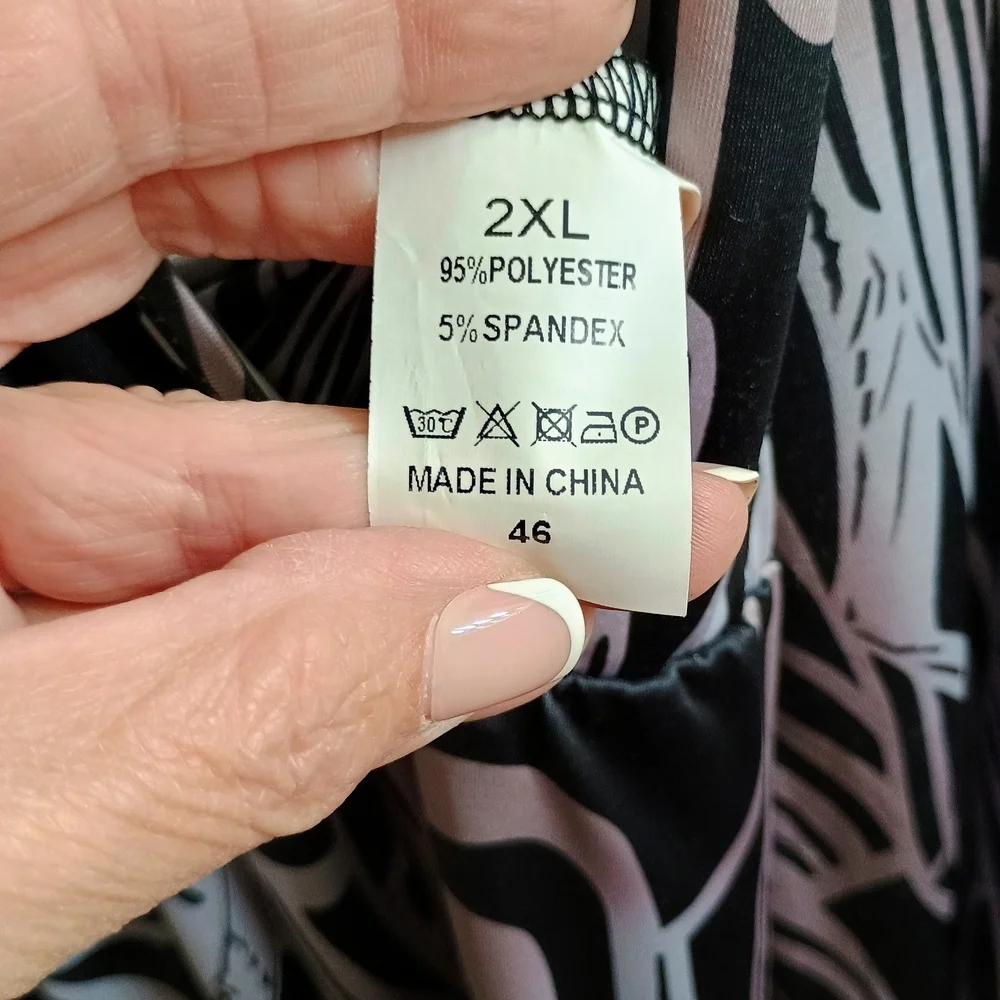 2XL
95%POLYESTER
5%SPANDEX
30℃ P
MADE IN CHINA
46